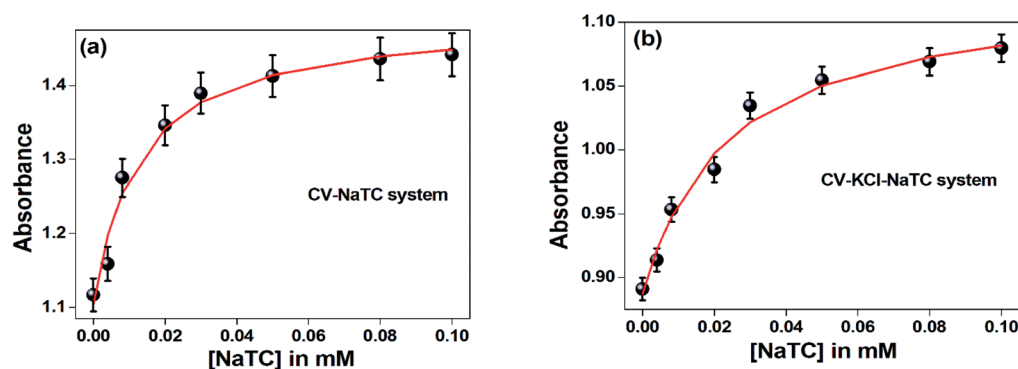 (a)
1.4
1.3
1.2
1.1
Absorbance
CV-NaTC system
0.00 0.02 0.04 0.06 0.08 0.10
[NaTC] in mM
(b)
1.10
1.05
1.00
0.95
0.90
Absorbance
CV-KCl-NaTC system
0.00 0.02 0.04 0.06 0.08 0.10
[NaTC] in mM